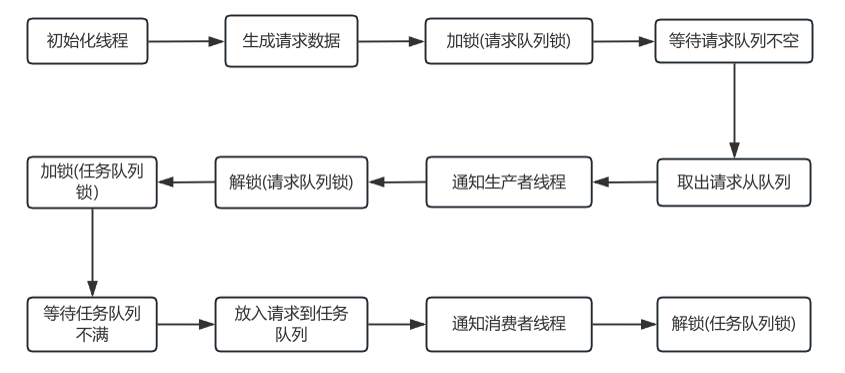 初始化线程
生成请求数据
加锁(请求队列锁)
等待请求队列不空
取出请求从队列
通知生产者线程
解锁(请求队列锁)
加锁(任务队列
锁)
等待任务队列
不满
放入请求到任务
队列
通知消费者线程
解锁(任务队列锁)